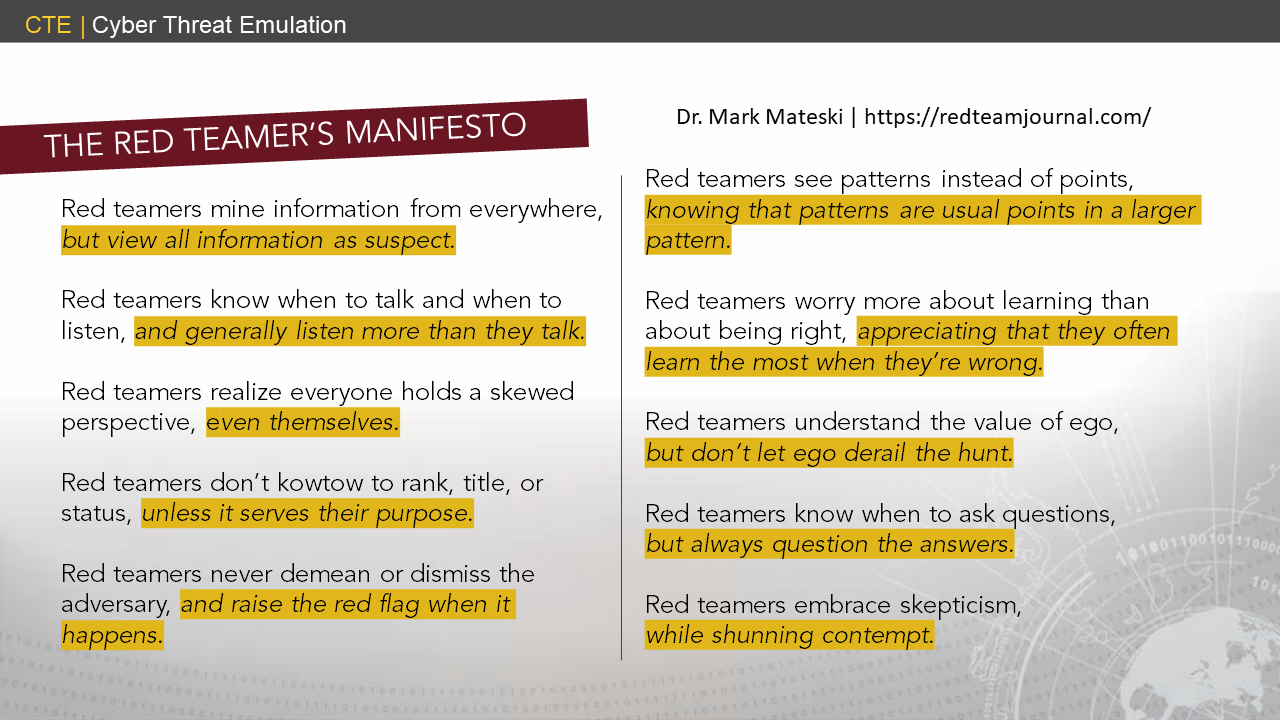 CTE | Cyber Threat Emulation
THE RED TEAMER'S MANIFESTO
Dr. Mark Mateski | https://redteamjournal.com/
Red teamers mine information from everywhere,
but view all information as suspect.
Red teamers know when to talk and when to
listen, and generally listen more than they talk.
Red teamers realize everyone holds a skewed
perspective, even themselves.
Red teamers don't kowtow to rank, title, or
status, unless it serves their purpose.
Red teamers never demean or dismiss the
adversary, and raise the red flag when it
happens.
Red teamers see patterns instead of points,
knowing that patterns are usual points in a larger
pattern.
Red teamers worry more about learning than
about being right, appreciating that they often
learn the most when they're wrong.
Red teamers understand the value of ego,
but don't let ego derail the hunt.
Red teamers know when to ask questions,
but always question the answers.
Red teamers embrace skepticism,
while shunning contempt.